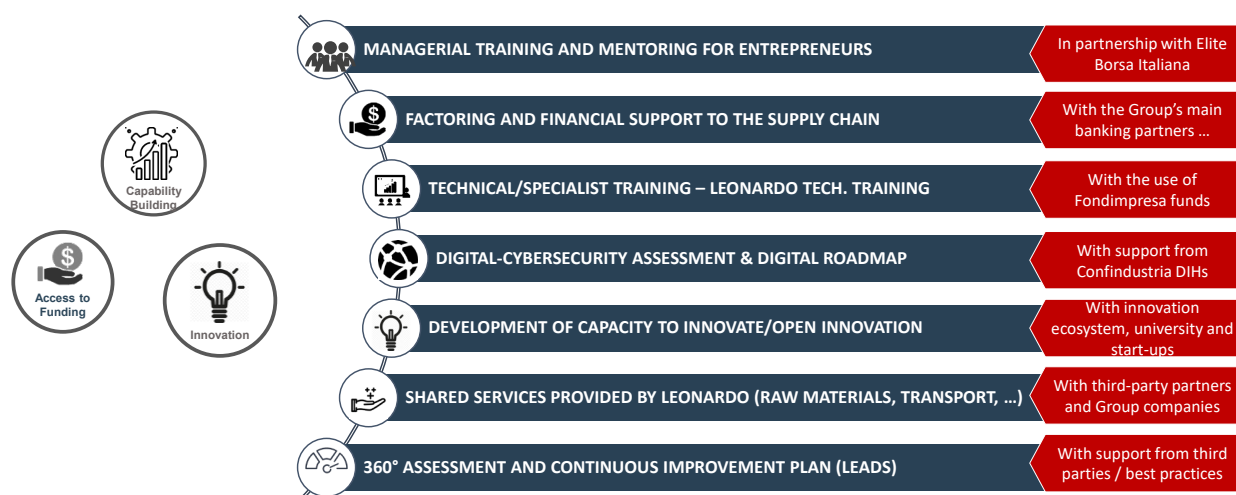 Capability
Building
Access to
Funding
Innovation
MANAGERIAL TRAINING AND MENTORING FOR ENTREPRENEURS
In partnership with Elite
Borsa Italiana
FACTORING AND FINANCIAL SUPPORT TO THE SUPPLY CHAIN
With the Group's main
banking partners ...
TECHNICAL/SPECIALIST TRAINING – LEONARDO TECH. TRAINING
With the use of
Fondimpresa funds
DIGITAL-CYBERSECURITY ASSESSMENT & DIGITAL ROADMAP
With support from
Confindustria DIHs
DEVELOPMENT OF CAPACITY TO INNOVATE/OPEN INNOVATION
With innovation
ecosystem, university and
start-ups
SHARED SERVICES PROVIDED BY LEONARDO (RAW MATERIALS, TRANSPORT, ...)
With third-party partners
and Group companies
360° ASSESSMENT AND CONTINUOUS IMPROVEMENT PLAN (LEADS)
With support from third
parties / best practices